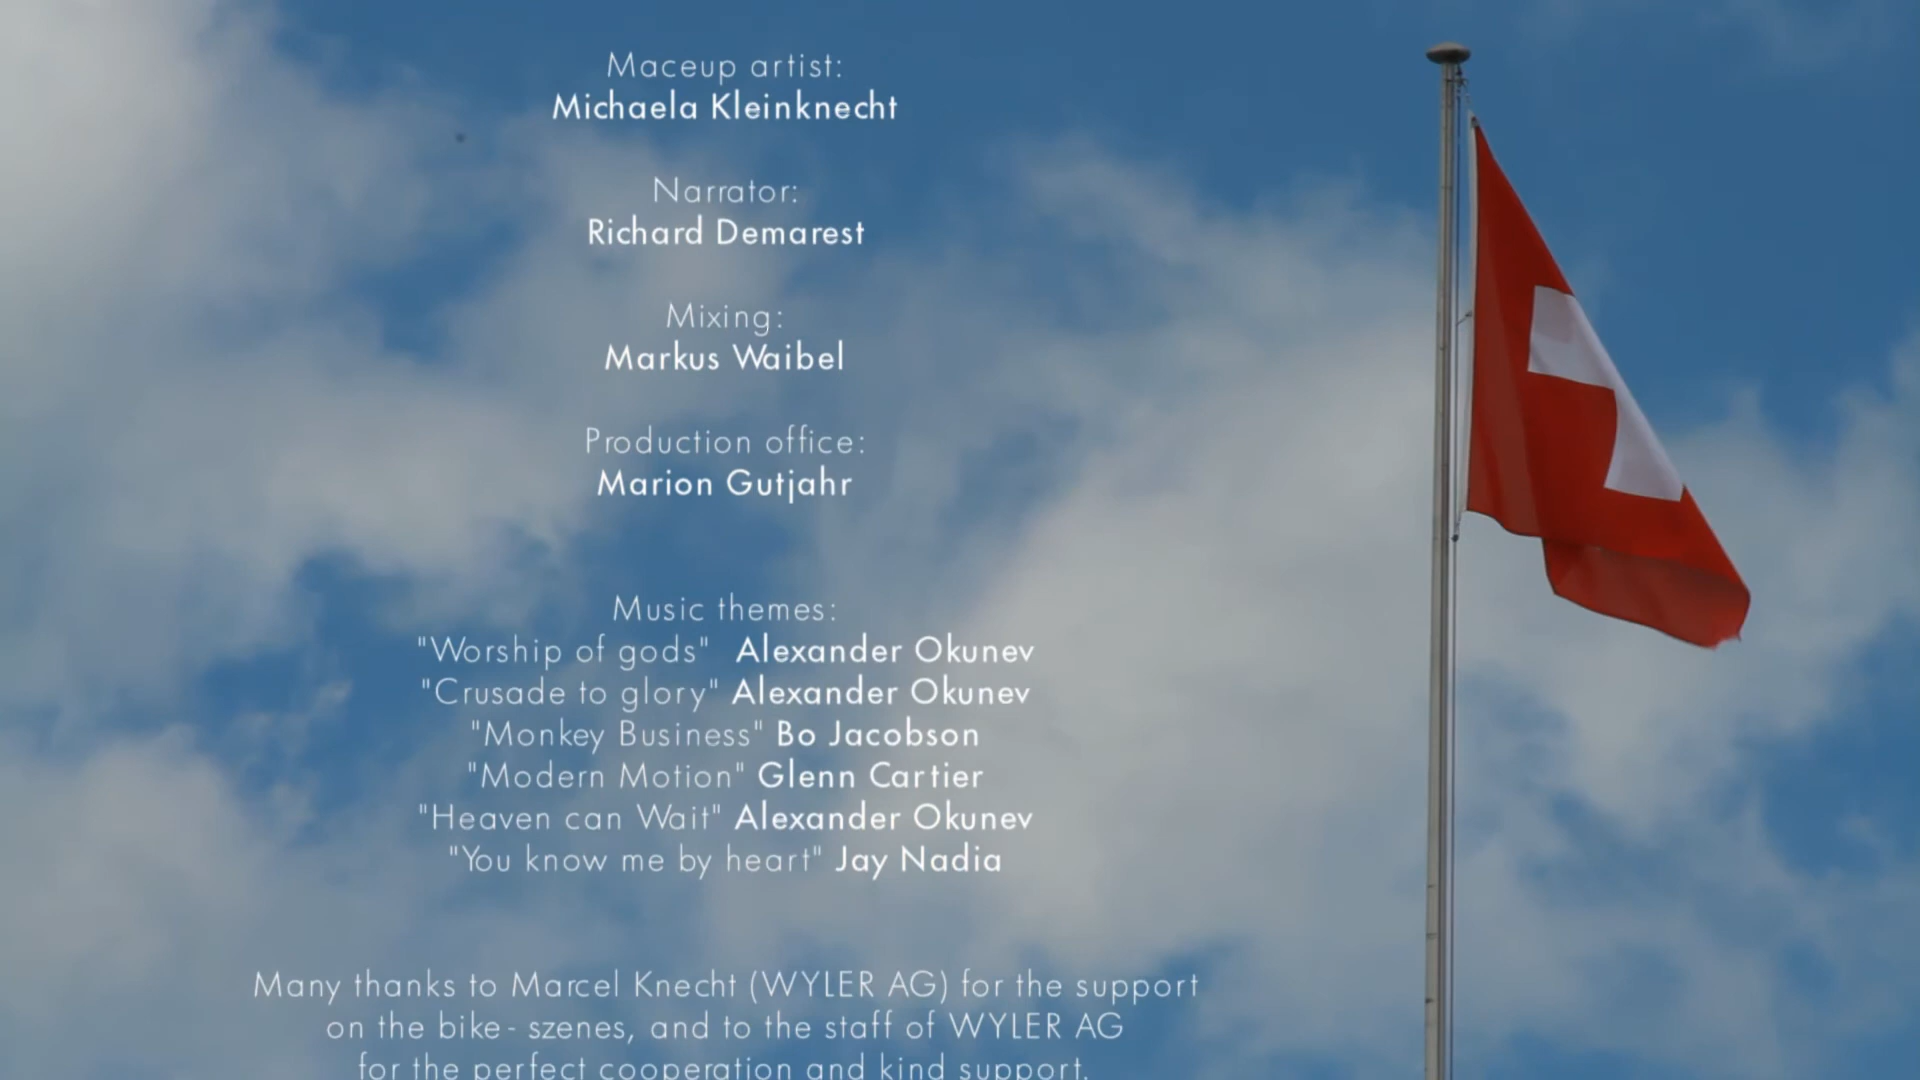 Maceup artist:
Michaela Kleinknecht
Narrator:
Richard Demarest
Mixing:
Markus Waibel
Production office:
Marion Gutjahr
Music themes:
"Worship of gods" Alexander Okunev
"Crusade to glory" Alexander Okunev
"Monkey Business" Bo Jacobson
"Modern Motion" Glenn Cartier
"Heaven can Wait" Alexander Okunev
"You know me by heart" Jay Nadia
Many thanks to Marcel Knecht (WYLER AG) for the support
on the bike - szenes, and to the staff of WYLER AG
for the perfect cooperation and kind support.